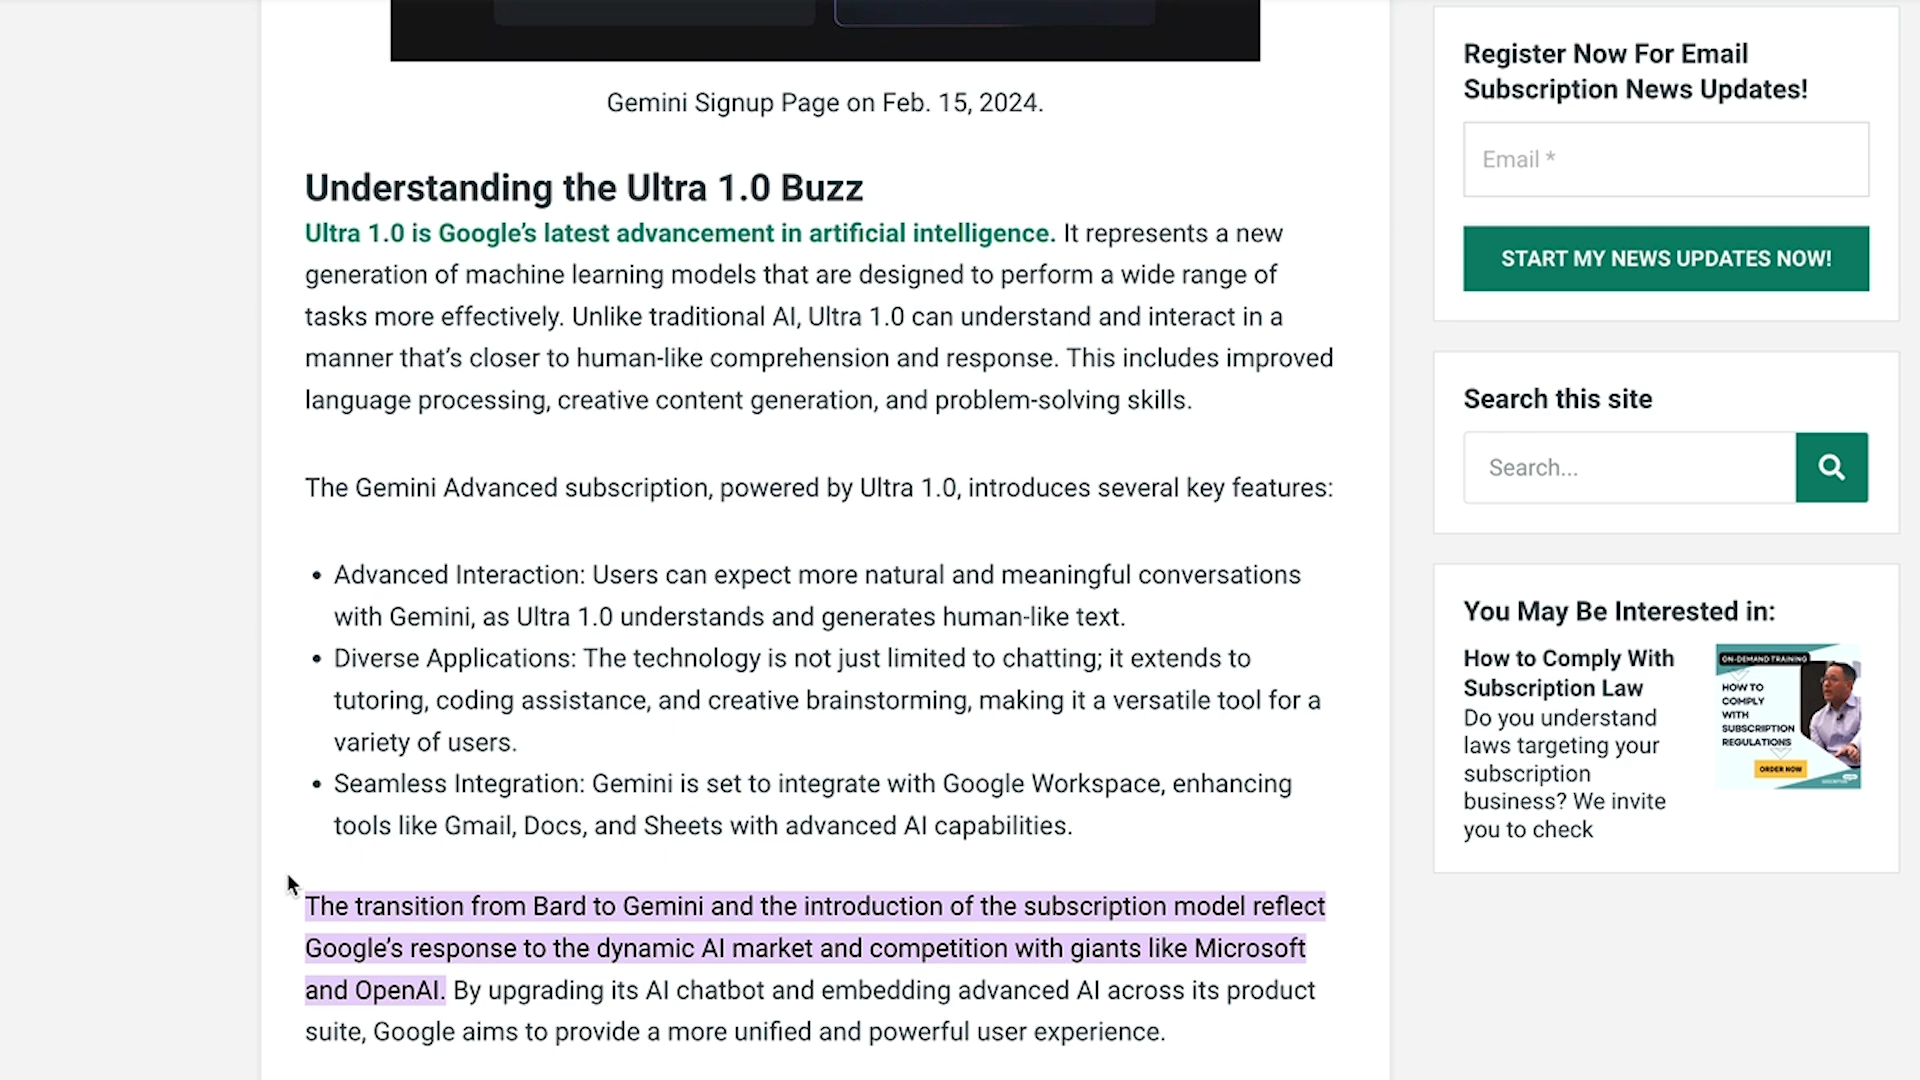 Gemini Signup Page on Feb. 15, 2024.
Understanding the Ultra 1.0 Buzz
Ultra 1.0 is Google’s latest advancement in artificial intelligence. It represents a new
generation of machine learning models that are designed to perform a wide range of
tasks more effectively. Unlike traditional AI, Ultra 1.0 can understand and interact in a
manner that’s closer to human-like comprehension and response. This includes improved
language processing, creative content generation, and problem-solving skills.
The Gemini Advanced subscription, powered by Ultra 1.0, introduces several key features:
• Advanced Interaction: Users can expect more natural and meaningful conversations
with Gemini, as Ultra 1.0 understands and generates human-like text.
• Diverse Applications: The technology is not just limited to chatting; it extends to
tutoring, coding assistance, and creative brainstorming, making it a versatile tool for a
variety of users.
• Seamless Integration: Gemini is set to integrate with Google Workspace, enhancing
tools like Gmail, Docs, and Sheets with advanced AI capabilities.
The transition from Bard to Gemini and the introduction of the subscription model reflect
Google’s response to the dynamic AI market and competition with giants like Microsoft
and OpenAI. By upgrading its AI chatbot and embedding advanced AI across its product
suite, Google aims to provide a more unified and powerful user experience.
Register Now For Email
Subscription News Updates!
Email *
START MY NEWS UPDATES NOW!
Search this site
Search...
You May Be Interested in:
How to Comply With
Subscription Law
Do you understand
laws targeting your
subscription
business? We invite
you to check
ON-DEMAND TRAINING
HOW TO
COMPLY
WITH
SUBSCRIPTION
REGULATIONS
ORDER NOW